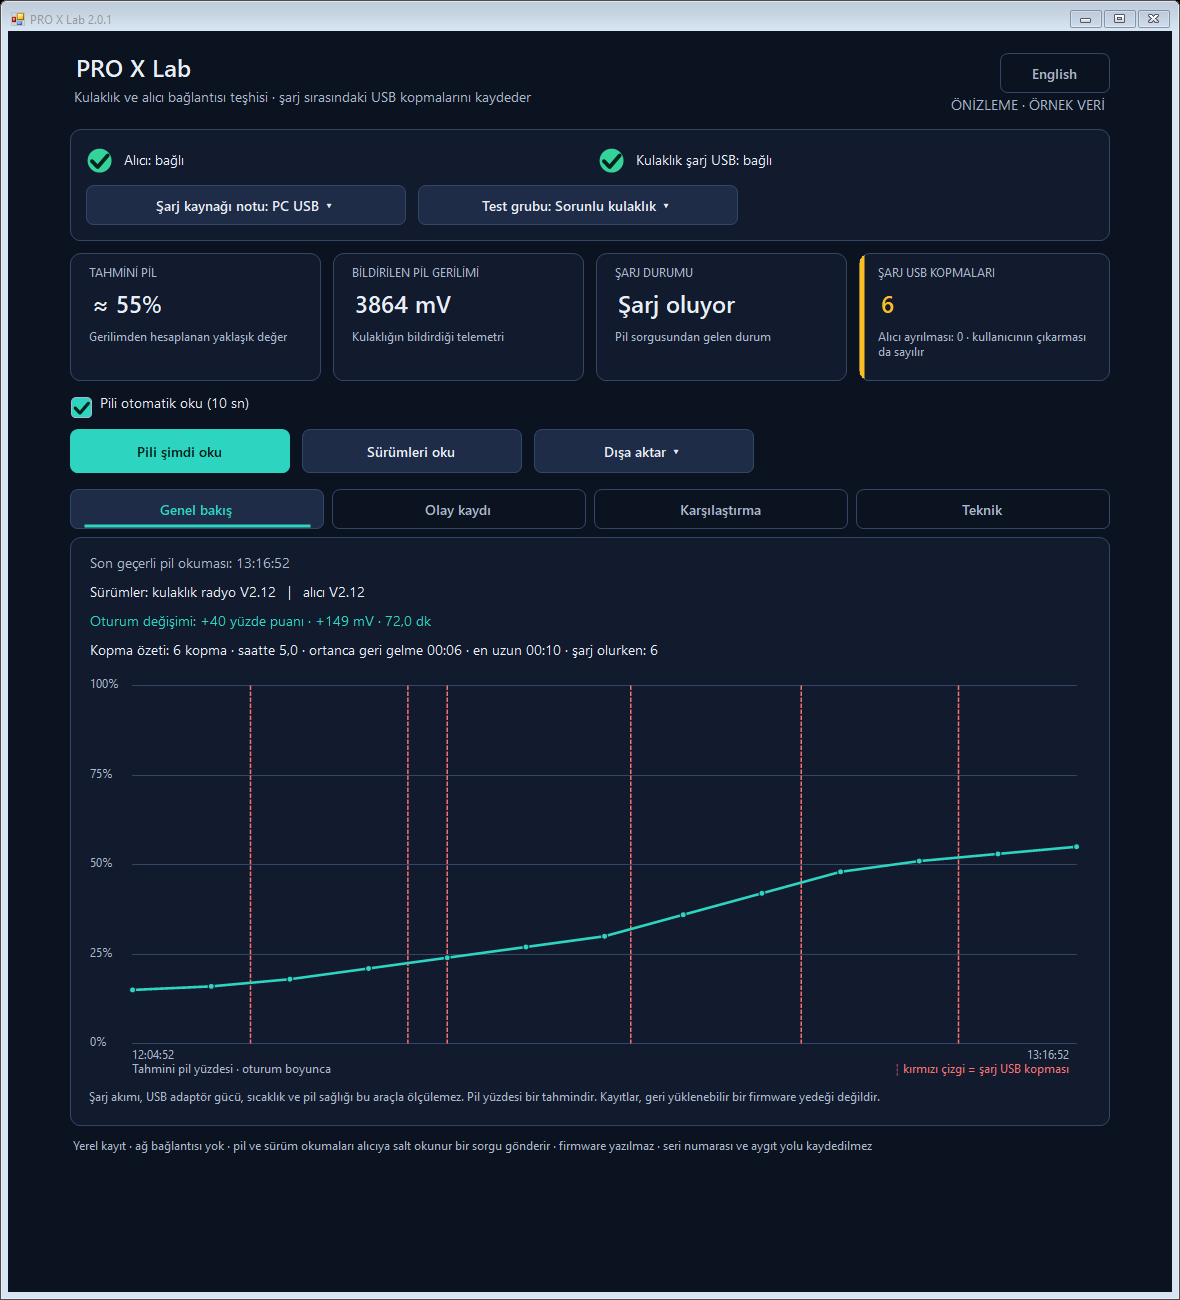 PRO X Lab 2.0.1
PRO X Lab
English
Kulaklık ve alıcı bağlantısı teşhisi · şarj sırasındaki USB kopmalarını kaydeder
ÖNİZLEME · ÖRNEK VERİ
Alıcı: bağlı
Kulaklık şarj USB: bağlı
Şarj kaynağı notu: PC USB ▾
Test grubu: Sorunlu kulaklık ▾
TAHMİNİ PİL
≈ 55%
Gerilimden hesaplanan yaklaşık değer
BİLDİRİLEN PİL GERİLİMİ
3864 mV
Kulaklığın bildirdiği telemetri
ŞARJ DURUMU
Şarj oluyor
Pil sorgusundan gelen durum
ŞARJ USB KOPMALARI
6
Alıcı ayrılması: 0 · kullanıcının çıkarması
da sayılır
Pili otomatik oku (10 sn)
Pili şimdi oku
Sürümleri oku
Dışa aktar ▾
Genel bakış
Olay kaydı
Karşılaştırma
Teknik
Son geçerli pil okuması: 13:16:52
Sürümler: kulaklık radyo V2.12 | alıcı V2.12
Oturum değişimi: +40 yüzde puanı · +149 mV · 72,0 dk
Kopma özeti: 6 kopma · saatte 5,0 · ortanca geri gelme 00:06 · en uzun 00:10 · şarj olurken: 6
100%
75%
50%
25%
0%
12:04:52
13:16:52
Tahmini pil yüzdesi · oturum boyunca
┆ kırmızı çizgi = şarj USB kopması
Şarj akımı, USB adaptör gücü, sıcaklık ve pil sağlığı bu araçla ölçülemez. Pil yüzdesi bir tahmindir. Kayıtlar, geri yüklenebilir bir firmware yedeği değildir.
Yerel kayıt · ağ bağlantısı yok · pil ve sürüm okumaları alıcıya salt okunur bir sorgu gönderir · firmware yazılmaz · seri numarası ve aygıt yolu kaydedilmez